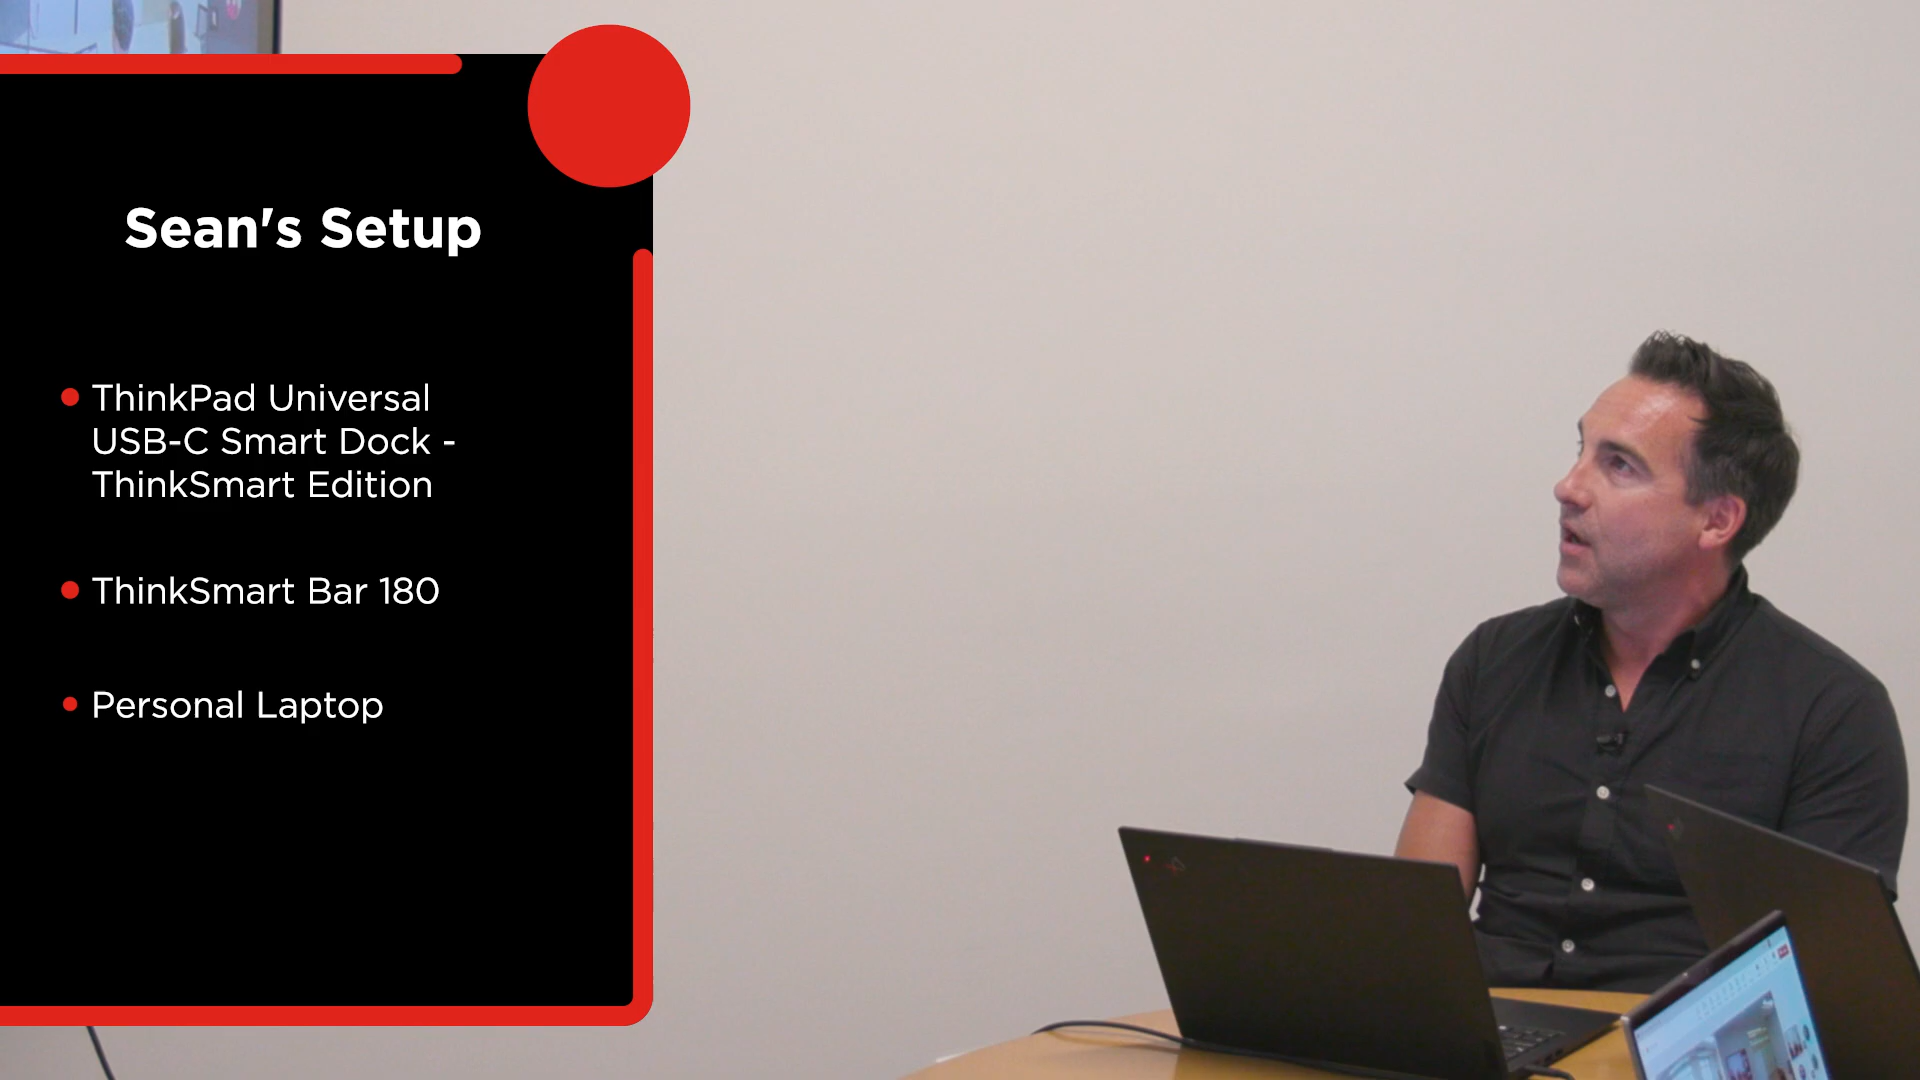 Sean's Setup
ThinkPad Universal
USB-C Smart Dock -
ThinkSmart Edition
ThinkSmart Bar 180
Personal Laptop